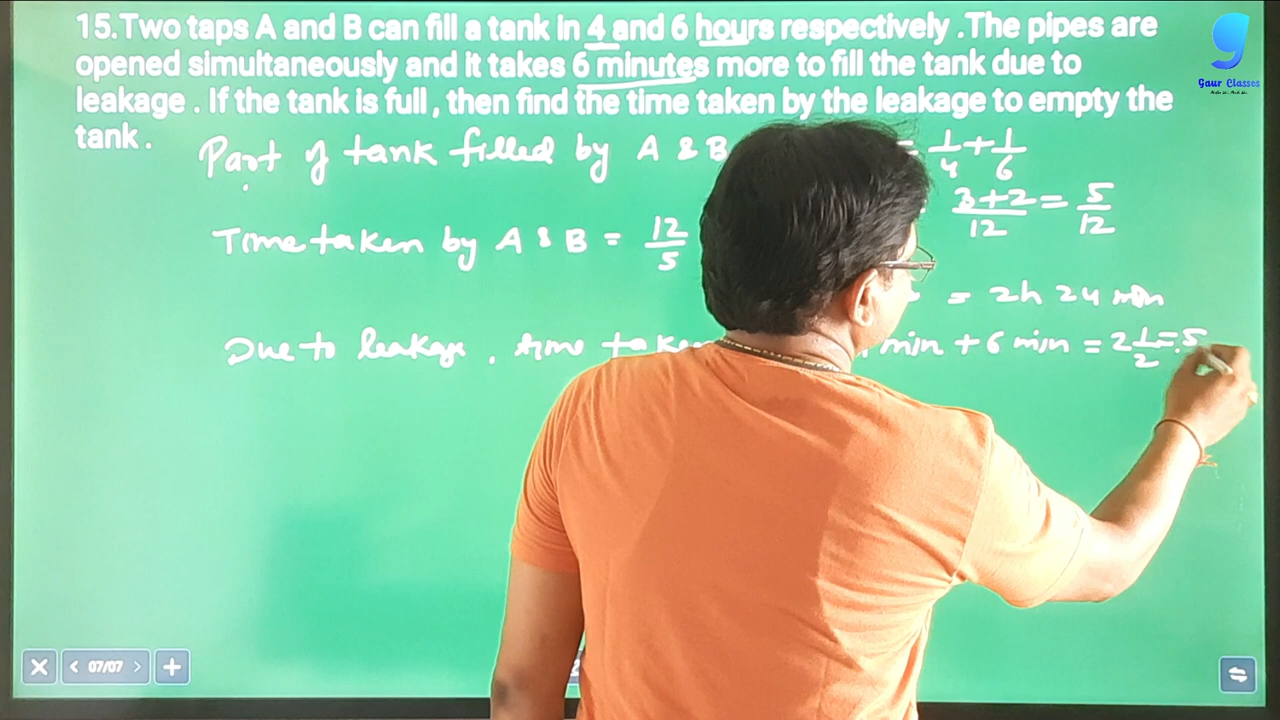 15.Two taps A and B can fill a tank in 4 and 6 hours respectively .The pipes are
opened simultaneously and it takes 6 minutes more to fill the tank due to
leakage . If the tank is full , then find the time taken by the leakage to empty the
tank .
Part of tank filled by A & B = 1/4 + 1/6
3+2/12 = 5/12
Time taken by A & B = 12/5
= 2h 24 min
Due to leakage , time min + 6 min = 2 1/2 = 5
g
Gaur Classes
07/07